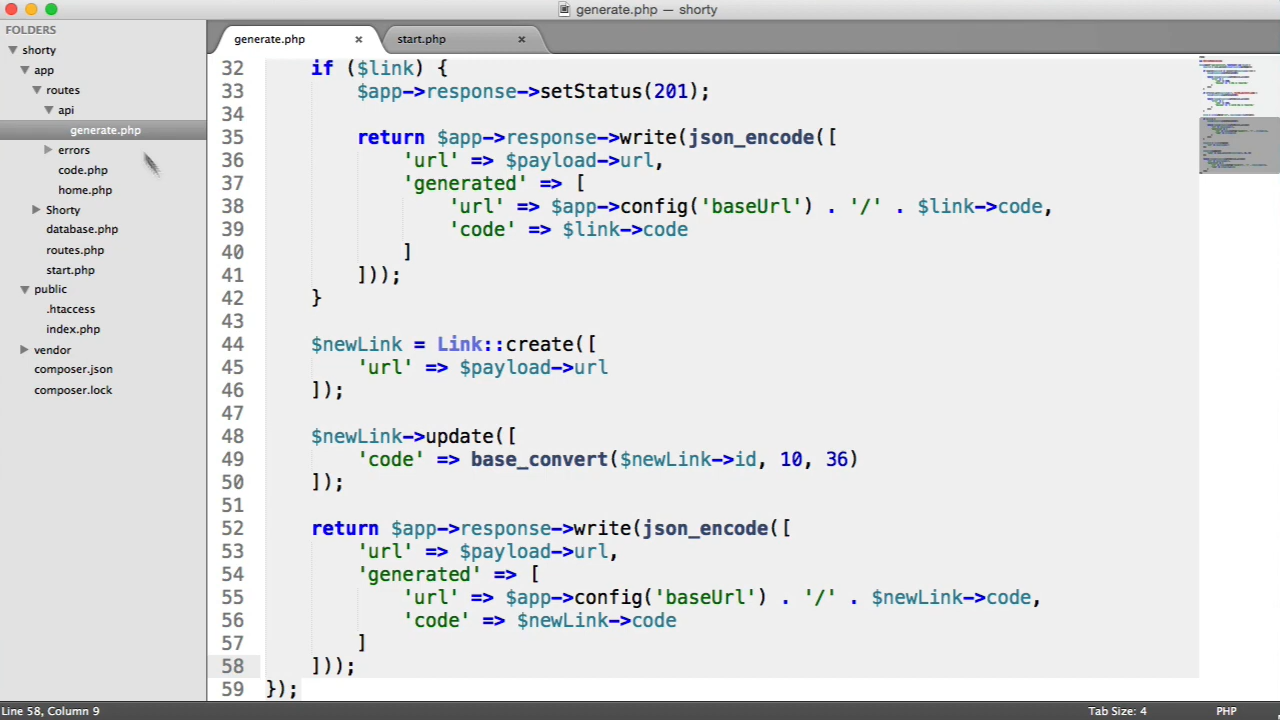 generate.php — shorty
FOLDERS
shorty
app
routes
api
generate.php
errors
code.php
home.php
Shorty
database.php
routes.php
start.php
public
.htaccess
index.php
vendor
composer.json
composer.lock
generate.php × start.php ×
32 if ($link) {
33 $app->response->setStatus(201);
34
35 return $app->response->write(json_encode([
36 'url' => $payload->url,
37 'generated' => [
38 'url' => $app->config('baseUrl') . '/' . $link->code,
39 'code' => $link->code
40 ]
41 ]));
42 }
43
44 $newLink = Link::create([
45 'url' => $payload->url
46 ]);
47
48 $newLink->update([
49 'code' => base_convert($newLink->id, 10, 36)
50 ]);
51
52 return $app->response->write(json_encode([
53 'url' => $payload->url,
54 'generated' => [
55 'url' => $app->config('baseUrl') . '/' . $newLink->code,
56 'code' => $newLink->code
57 ]
58 ]));
59 });
Line 58, Column 9 Tab Size: 4 PHP